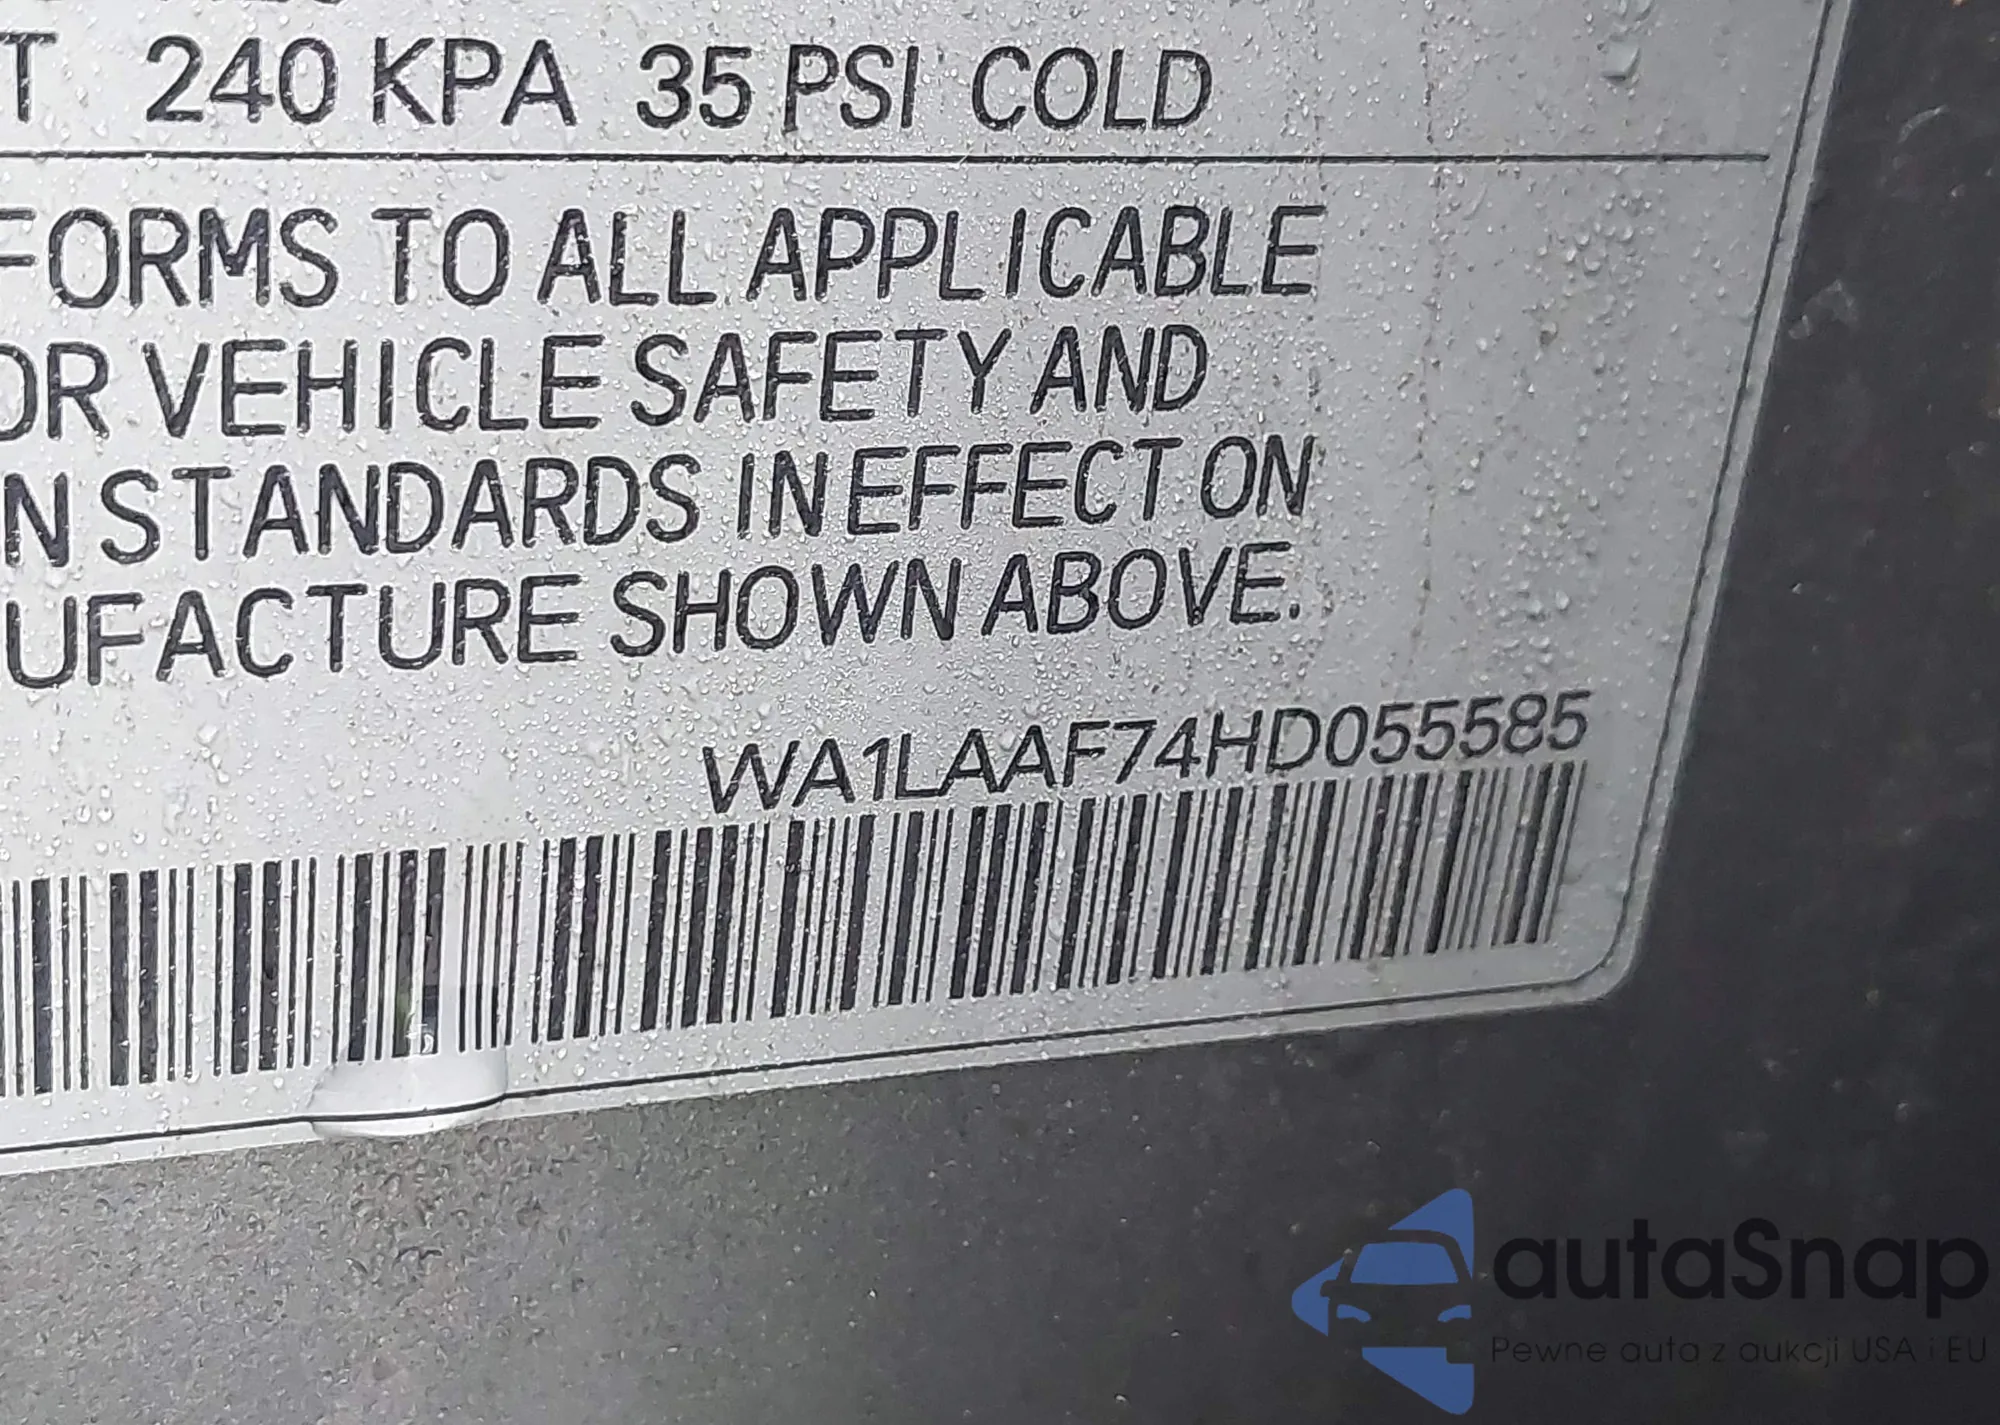 T 240 KPA 35 PSI COLD
FORMS TO ALL APPLICABLE
OR VEHICLE SAFETY AND
N STANDARDS IN EFFECT ON
UFACTURE SHOWN ABOVE.
WA1LAAF74HD055585
autaSnap
Pewne auta z aukcji USA i EU